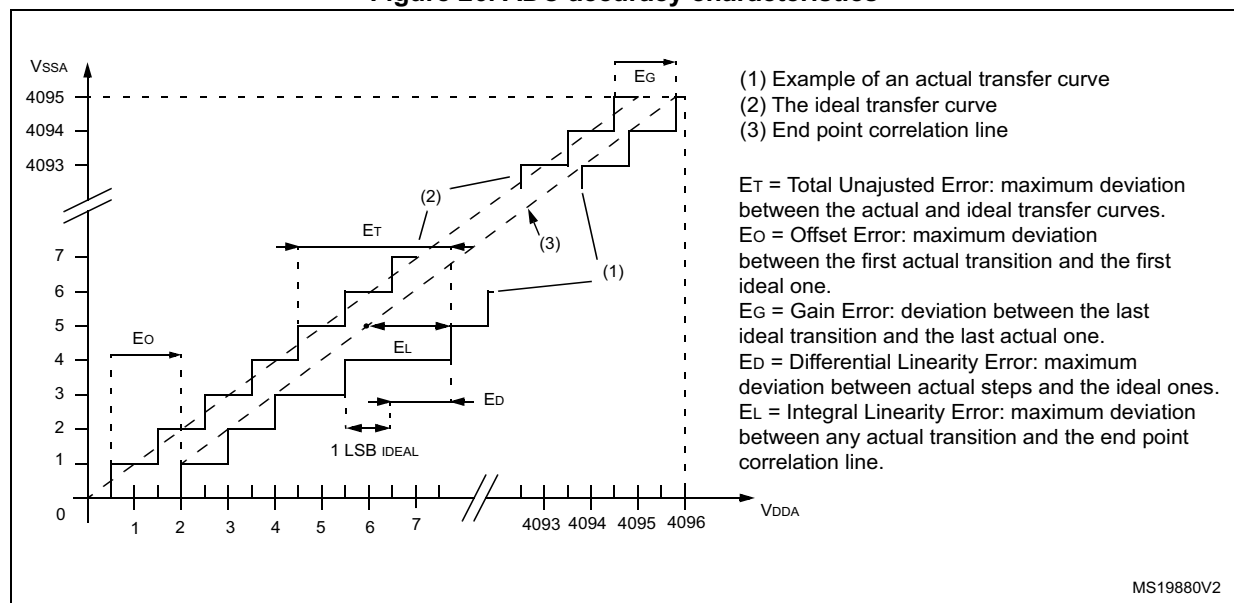 VSSA
4095
4094
4093
7
6
5
4
3
2
1
0
1 2 3 4 5 6 7 4093 4094 4095 4096
VDDA
EG
(2)
ET
(3)
(1)
EO
EL
ED
1 LSB IDEAL
(1) Example of an actual transfer curve
(2) The ideal transfer curve
(3) End point correlation line
ET = Total Unajusted Error: maximum deviation
between the actual and ideal transfer curves.
EO = Offset Error: maximum deviation
between the first actual transition and the first
ideal one.
EG = Gain Error: deviation between the last
ideal transition and the last actual one.
ED = Differential Linearity Error: maximum
deviation between actual steps and the ideal ones.
EL = Integral Linearity Error: maximum deviation
between any actual transition and the end point
correlation line.
MS19880V2